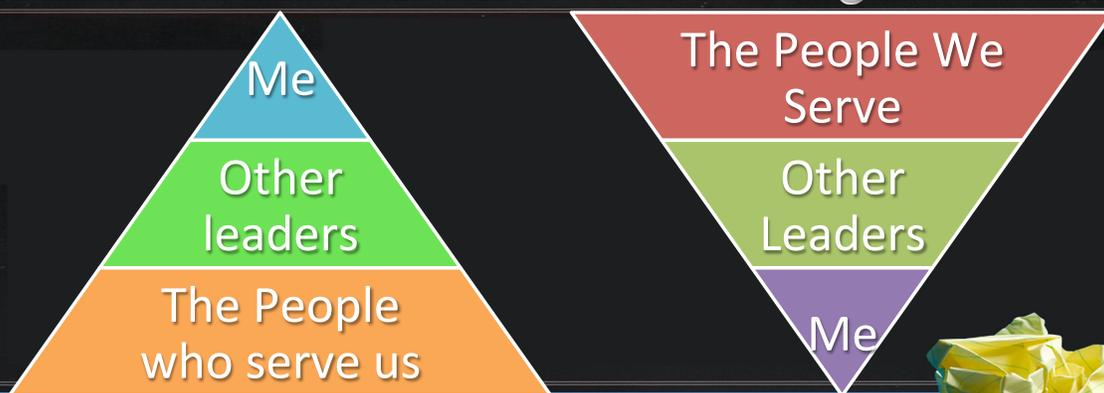 Me
Other
leaders
The People
who serve us
The People We
Serve
Other
Leaders
Me